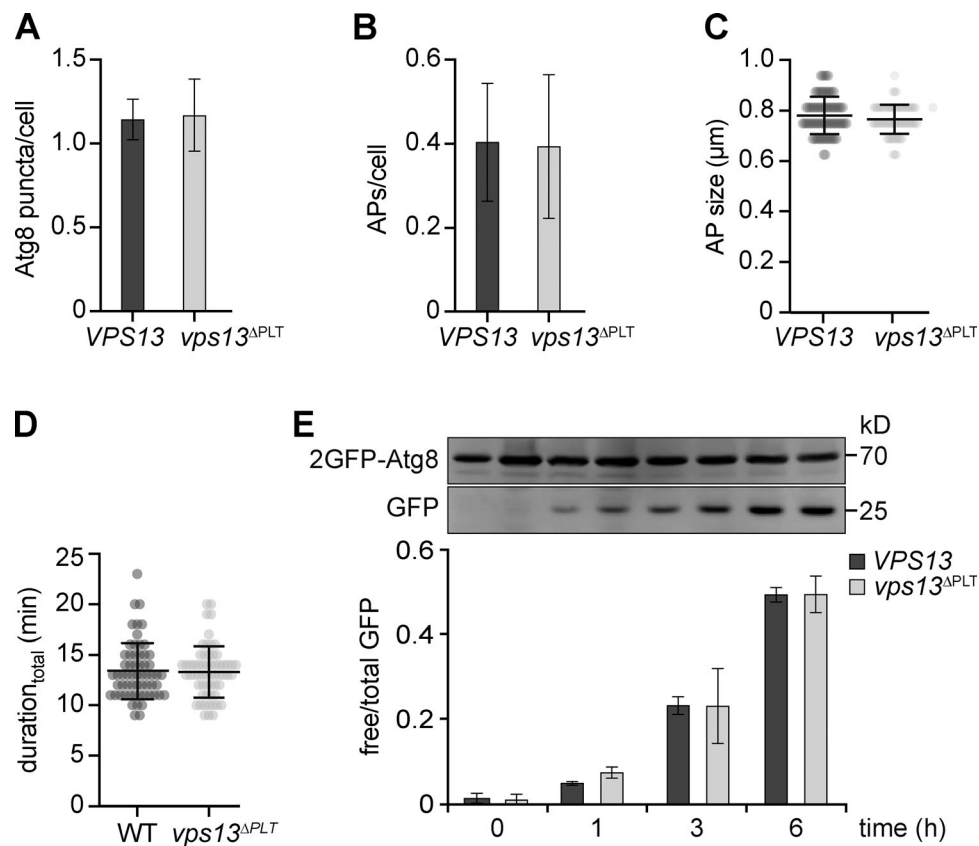 A
Atg8 puncta/cell
1.5
1.0
0.5
0
VPS13 vps13ΔPLT
B
APs/cell
0.6
0.4
0.2
0
VPS13 vps13ΔPLT
C
AP size (µm)
1.0
0.8
0.6
0.4
0.2
0
VPS13 vps13ΔPLT
D
durationtotal (min)
25
20
15
10
5
0
WT vps13ΔPLT
E
kD
2GFP-Atg8 70
GFP 25
VPS13
vps13ΔPLT
free/total GFP
0.6
0.4
0.2
0
0 1 3 6 time (h)